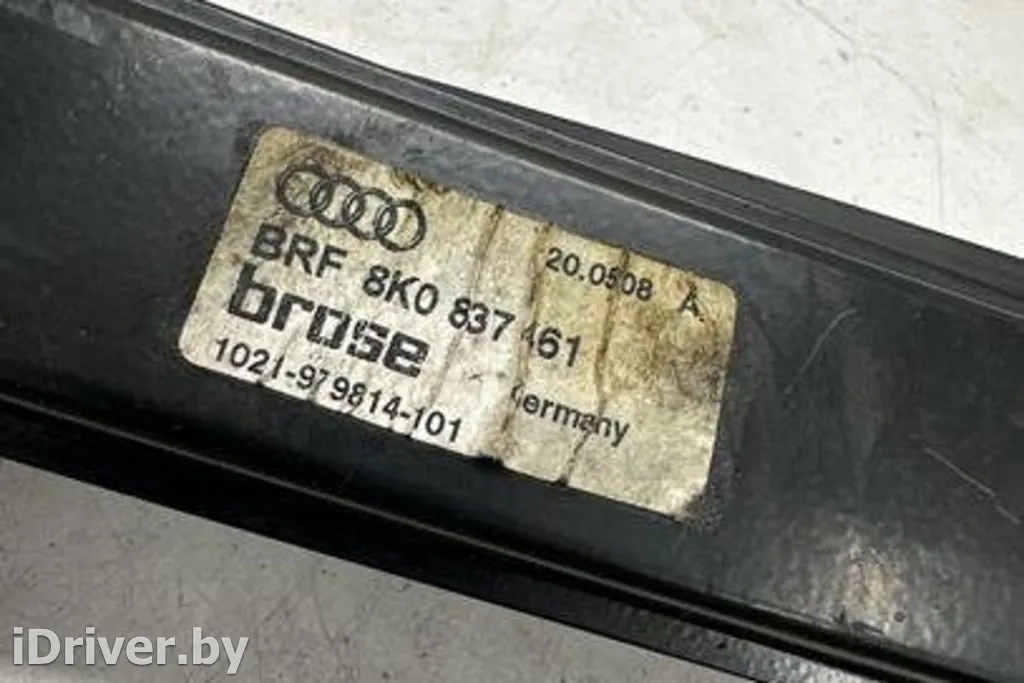 20.0508 A
BRF 8K0 837 461
brose
Germany
1021-979814-101
iDriver.by